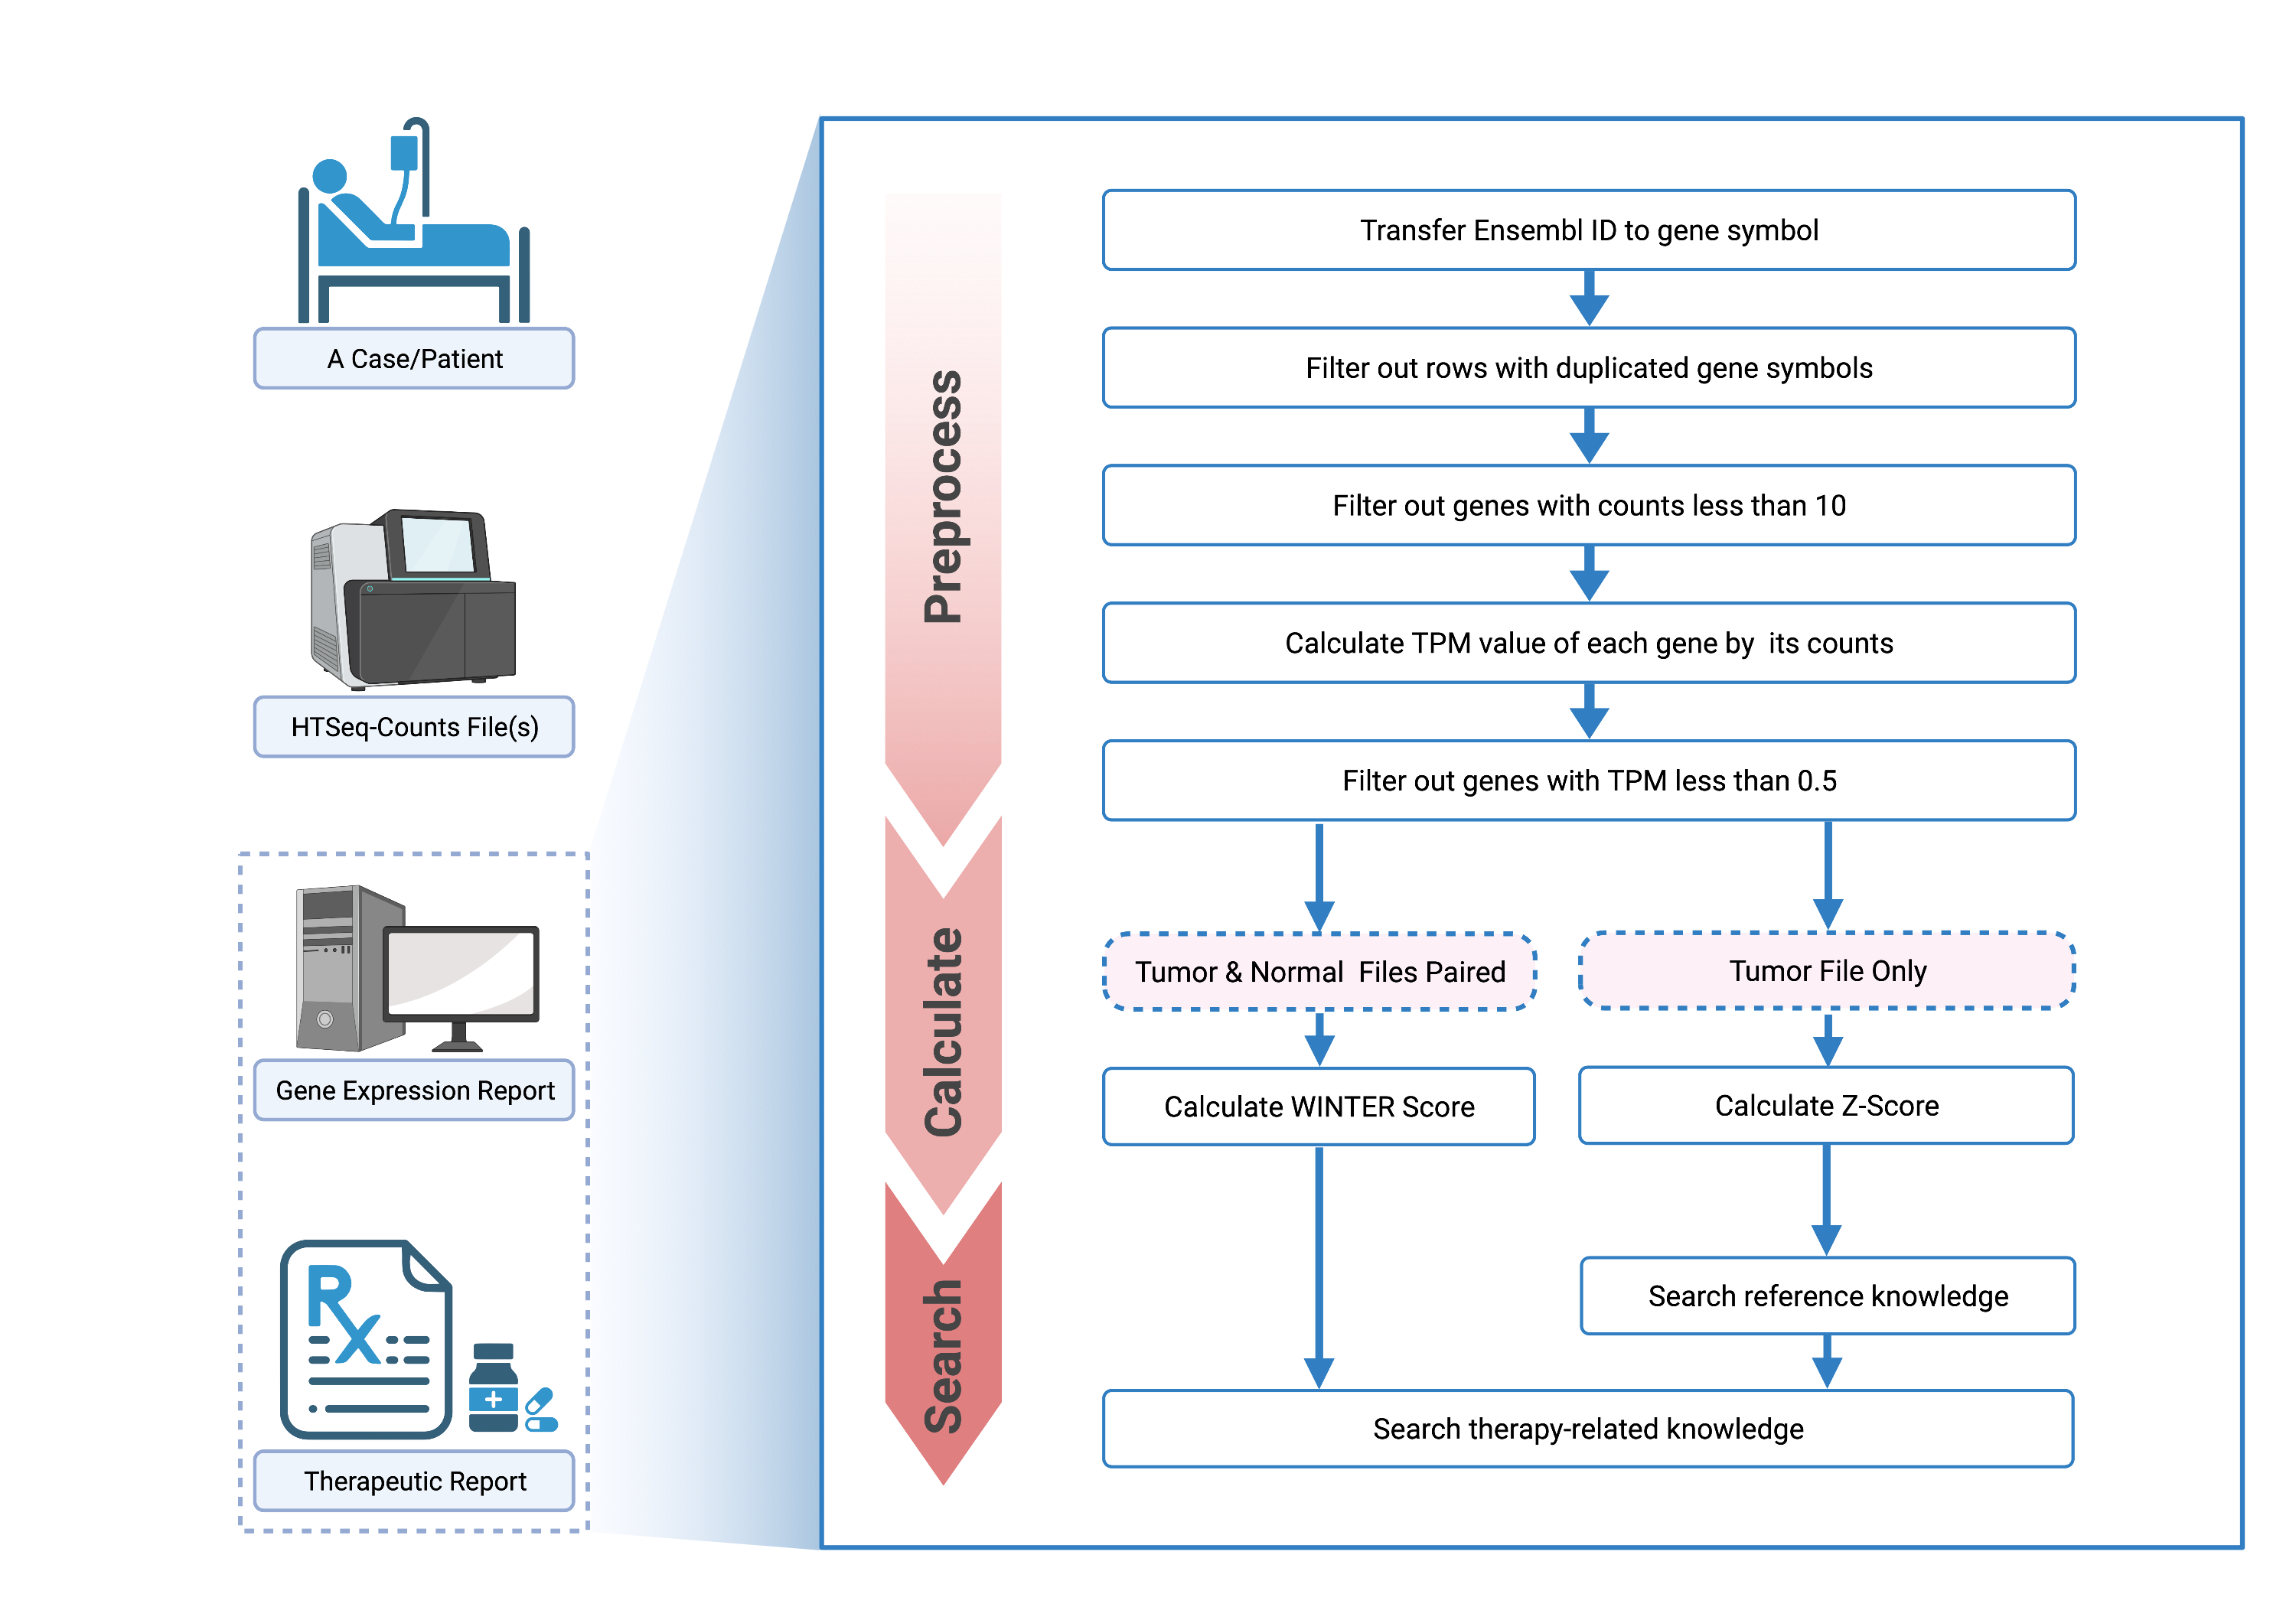 A Case/Patient
HTSeq-Counts File(s)
Gene Expression Report
Rx
Therapeutic Report
Preprocess
Calculate
Search
Transfer Ensembl ID to gene symbol
Filter out rows with duplicated gene symbols
Filter out genes with counts less than 10
Calculate TPM value of each gene by  its counts
Filter out genes with TPM less than 0.5
Tumor & Normal  Files Paired
Tumor File Only
Calculate WINTER Score
Calculate Z-Score
Search reference knowledge
Search therapy-related knowledge